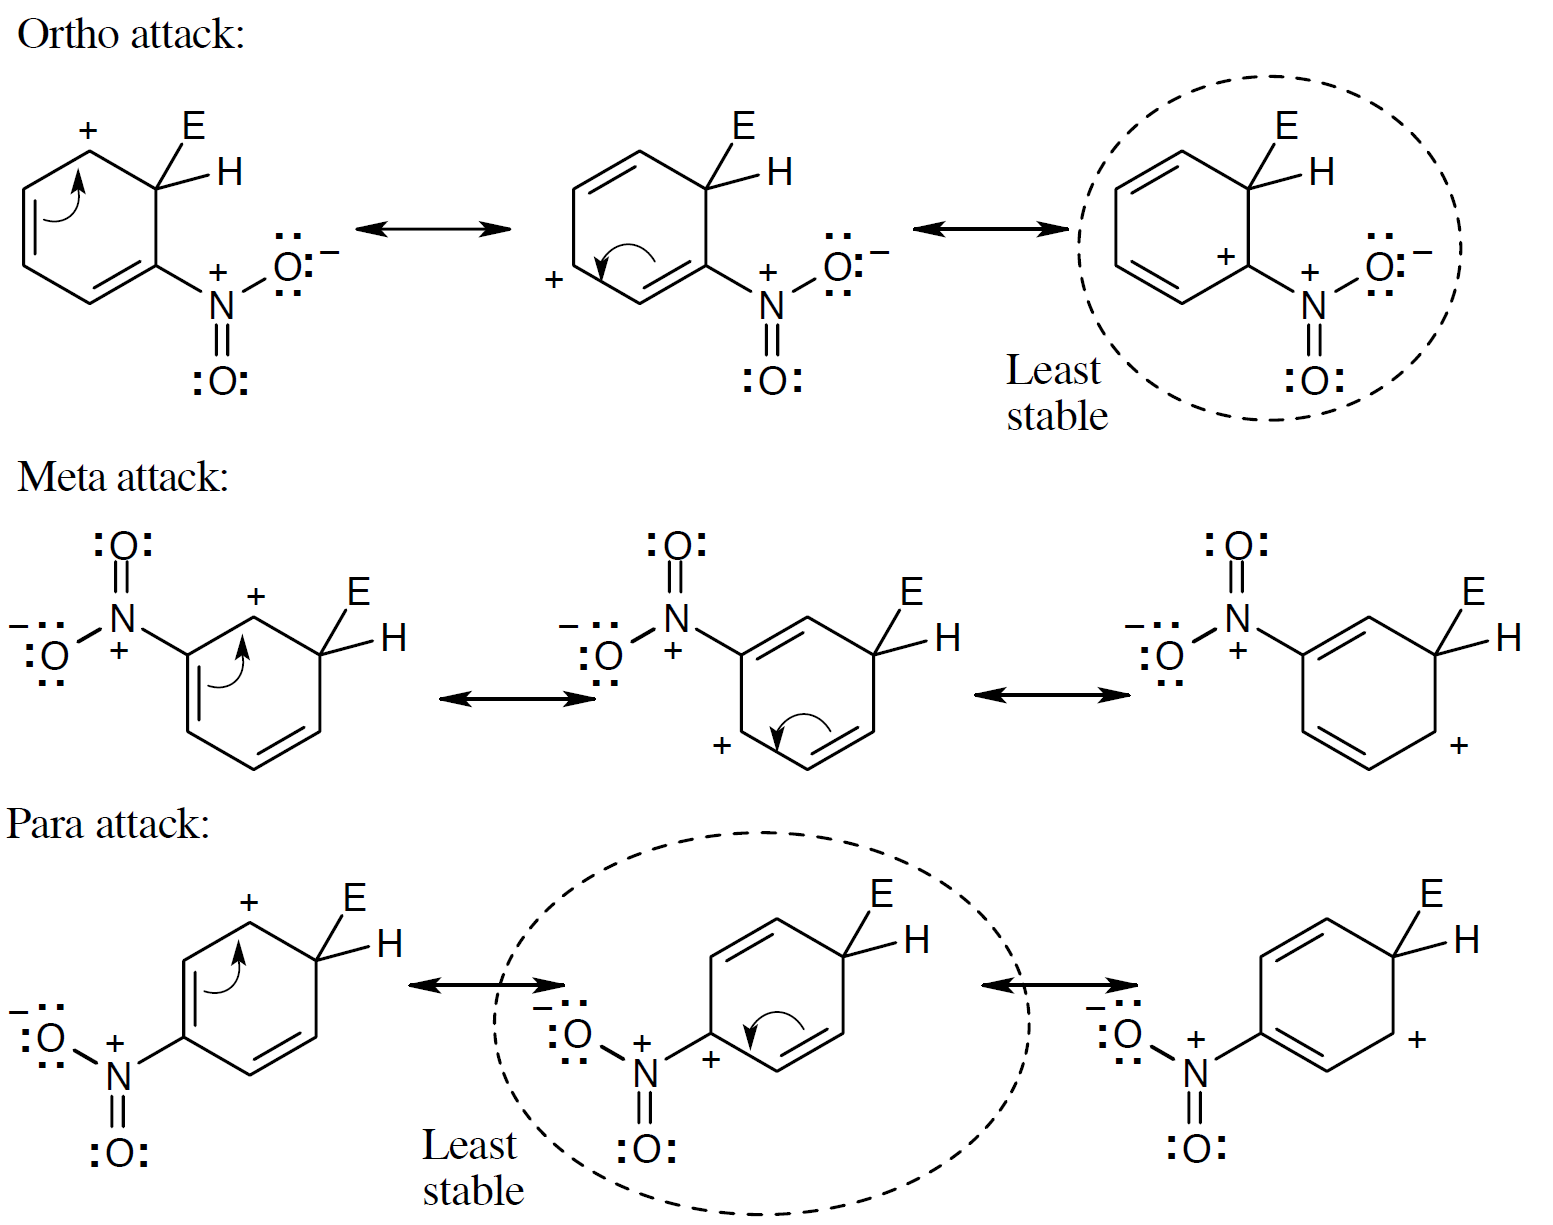 Ortho attack:
+ E E E
H H H
+ :O: − + :O: − + + :O: −
+ N N N
:O: :O: :O:
Least
stable
Meta attack:
:O: :O: :O:
+ E E E
− N H − N H − N H
:O: + :O: + :O: +
+ +
Para attack:
+ E E E
H H H
− :O: + − :O: + + − :O: + +
N N N
:O: :O: :O:
Least
stable